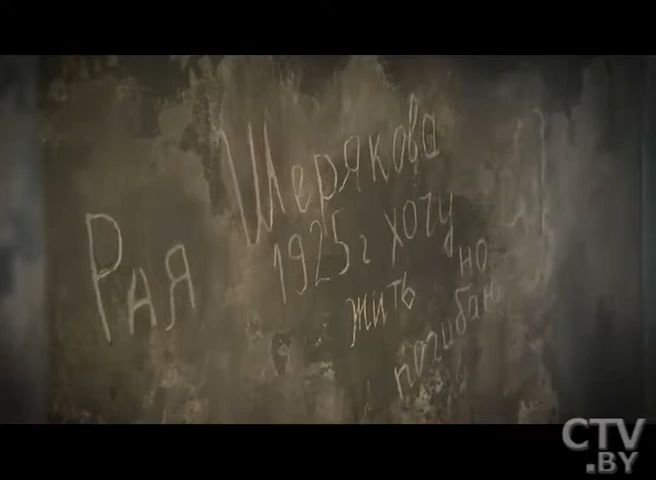 Рая
Шерякова
1925 г хочу
жить но
погибаю
CTV
.BY